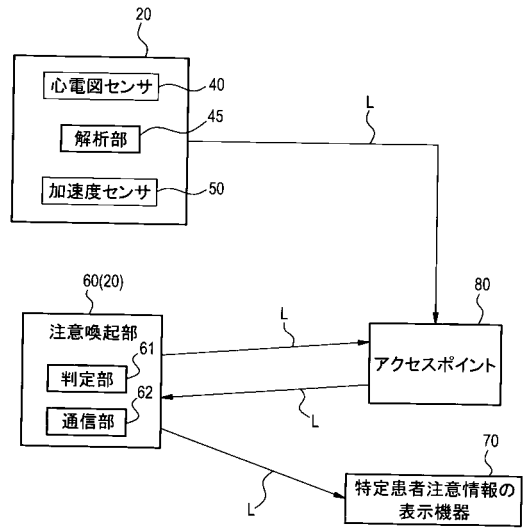 20
心電図センサ
40
解析部
45
加速度センサ
50
L
60(20)
注意喚起部
判定部
61
通信部
62
L
L
80
アクセスポイント
L
70
特定患者注意情報の
表示機器